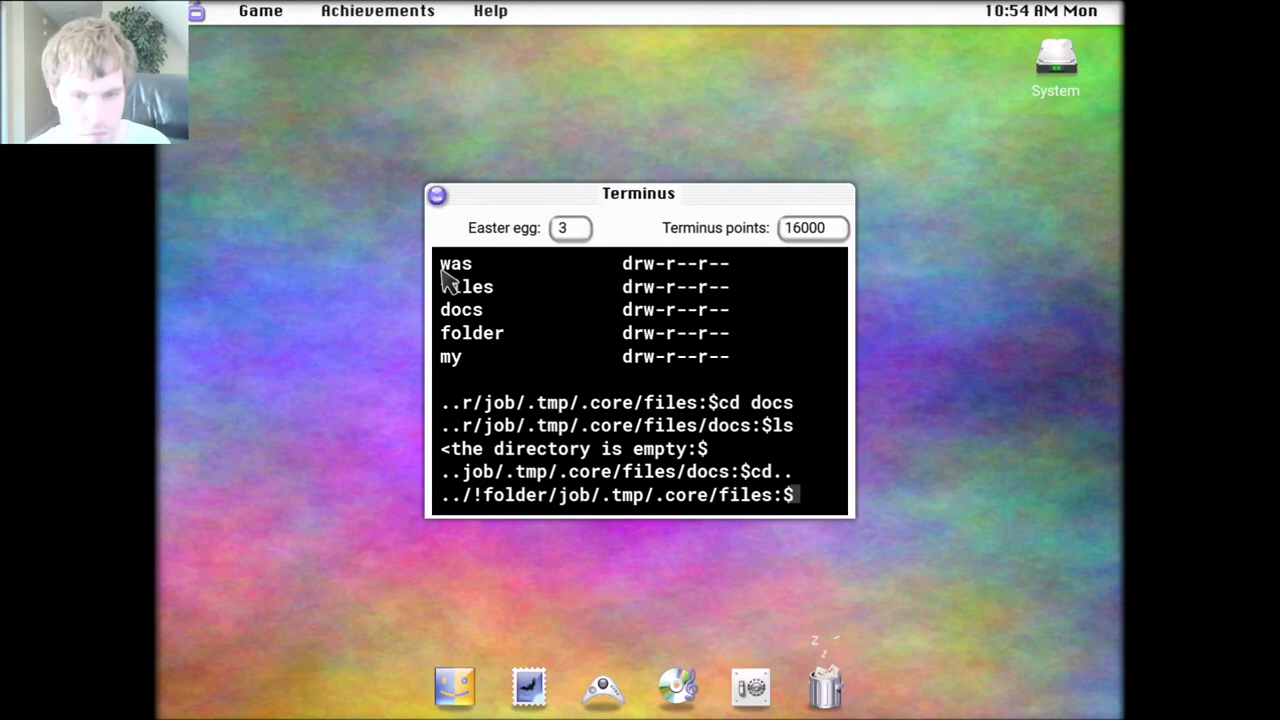 Game Achievements Help 10:54 AM Mon
System
Terminus
Easter egg: 3 Terminus points: 16000
was drw-r--r--
files drw-r--r--
docs drw-r--r--
folder drw-r--r--
my drw-r--r--
..r/job/.tmp/.core/files:$cd docs
..r/job/.tmp/.core/files/docs:$ls
<the directory is empty:$
..job/.tmp/.core/files/docs:$cd..
../!folder/job/.tmp/.core/files:$
z
z